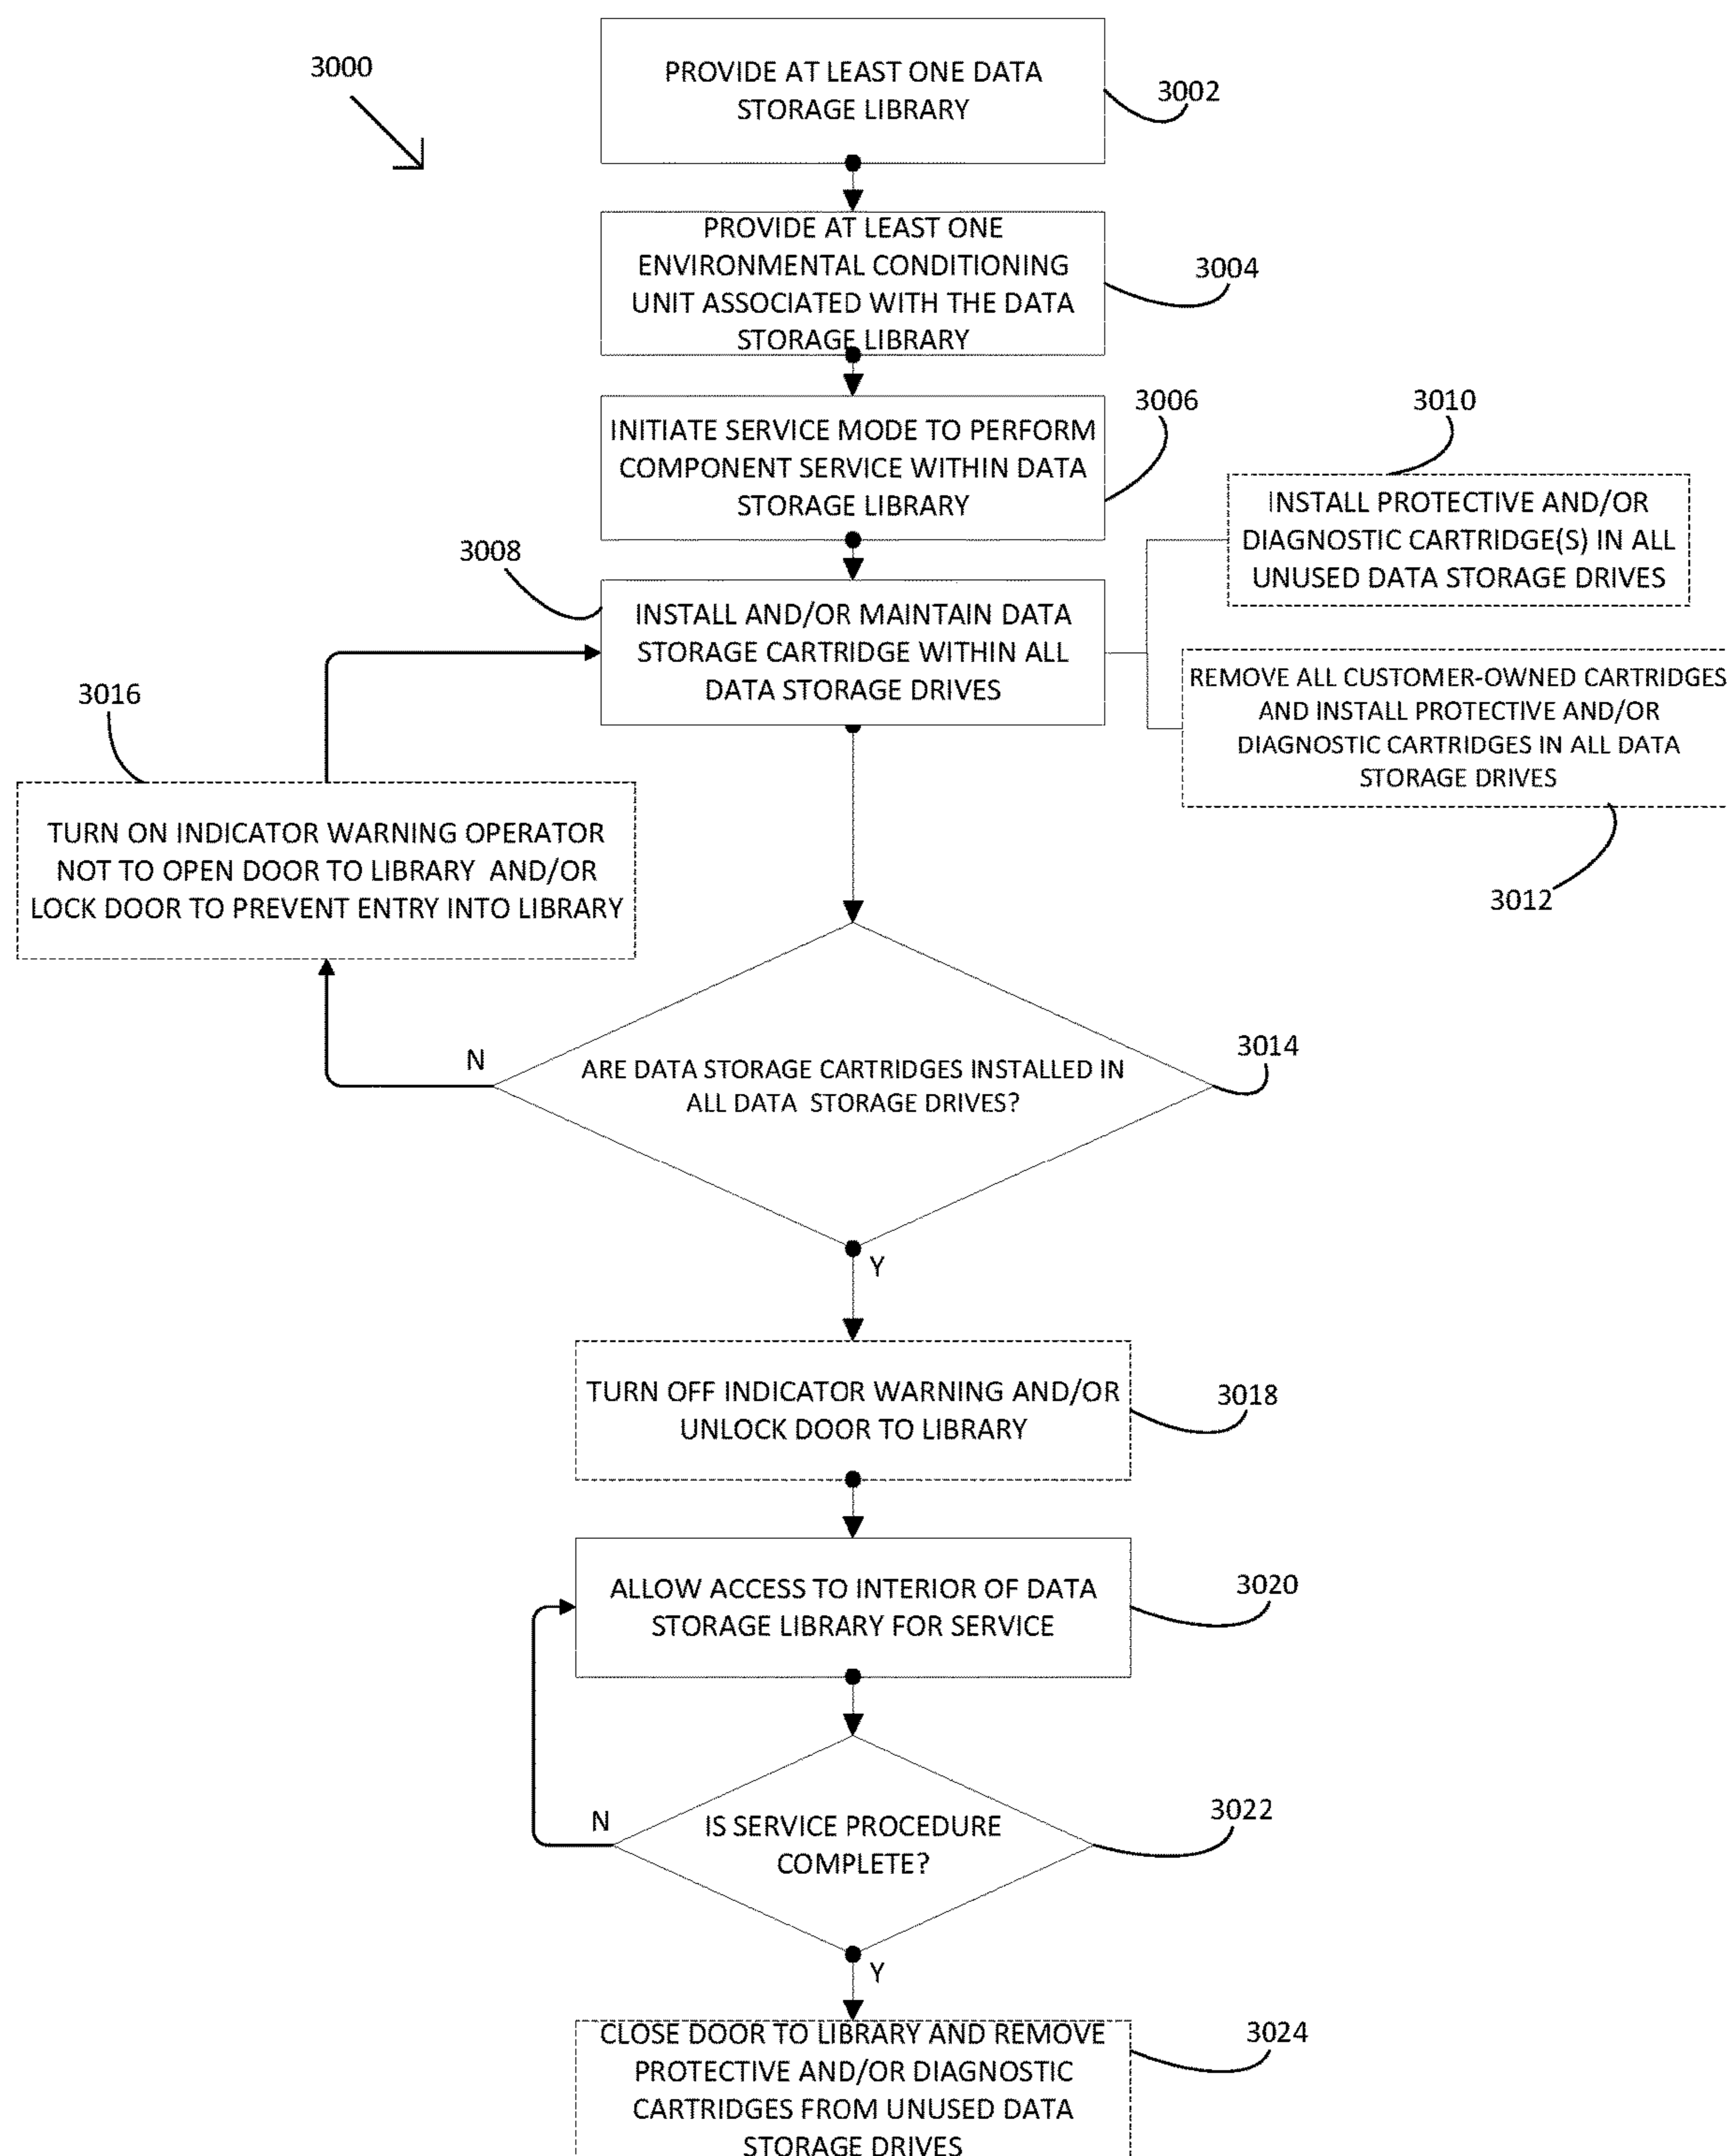 3000
PROVIDE AT LEAST ONE DATA
STORAGE LIBRARY
3002
PROVIDE AT LEAST ONE
ENVIRONMENTAL CONDITIONING
UNIT ASSOCIATED WITH THE DATA
STORAGE LIBRARY
3004
INITIATE SERVICE MODE TO PERFORM
COMPONENT SERVICE WITHIN DATA
STORAGE LIBRARY
3006
3008
INSTALL AND/OR MAINTAIN DATA
STORAGE CARTRIDGE WITHIN ALL
DATA STORAGE DRIVES
3010
INSTALL PROTECTIVE AND/OR
DIAGNOSTIC CARTRIDGE(S) IN ALL
UNUSED DATA STORAGE DRIVES
REMOVE ALL CUSTOMER-OWNED CARTRIDGES
AND INSTALL PROTECTIVE AND/OR
DIAGNOSTIC CARTRIDGES IN ALL DATA
STORAGE DRIVES
3012
3016
TURN ON INDICATOR WARNING OPERATOR
NOT TO OPEN DOOR TO LIBRARY AND/OR
LOCK DOOR TO PREVENT ENTRY INTO LIBRARY
N
ARE DATA STORAGE CARTRIDGES INSTALLED IN
ALL DATA STORAGE DRIVES?
3014
Y
TURN OFF INDICATOR WARNING AND/OR
UNLOCK DOOR TO LIBRARY
3018
ALLOW ACCESS TO INTERIOR OF DATA
STORAGE LIBRARY FOR SERVICE
3020
N
IS SERVICE PROCEDURE
COMPLETE?
3022
Y
CLOSE DOOR TO LIBRARY AND REMOVE
PROTECTIVE AND/OR DIAGNOSTIC
CARTRIDGES FROM UNUSED DATA
STORAGE DRIVES
3024